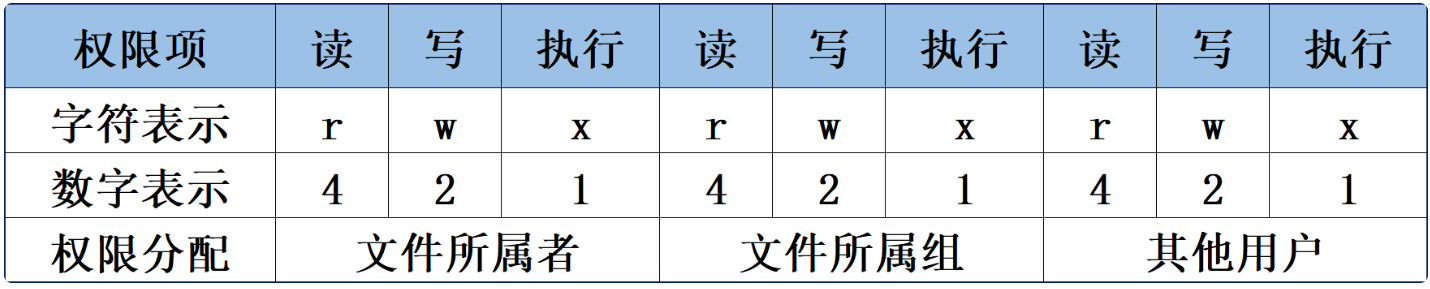 权限项 读 写 执行 读 写 执行 读 写 执行
字符表示 r w x r w x r w x
数字表示 4 2 1 4 2 1 4 2 1
权限分配 文件所属者 文件所属组 其他用户